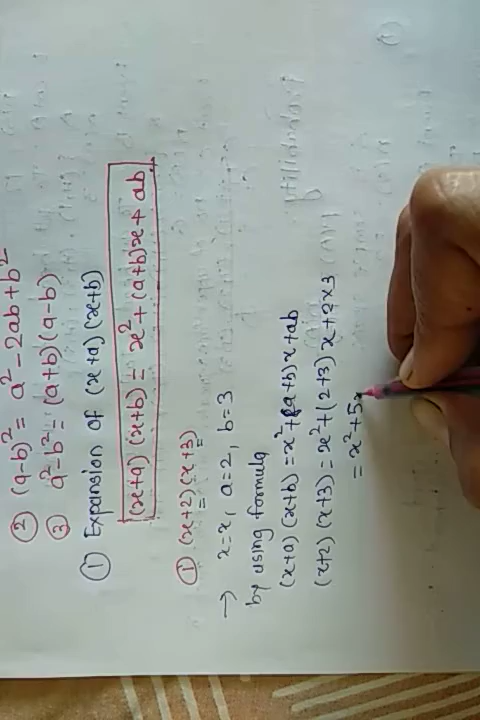 ② (a-b)² = a² - 2ab + b²
③ a² - b² = (a+b)(a-b)
① Expansion of (x+a)(x+b)
(x+a)(x+b) = x² + (a+b)x + ab
① (x+2)(x+3)
→ x=x, a=2, b=3
by using formula
(x+a)(x+b) = x²+(a+b)x+ab
(x+2)(x+3) = x²+(2+3)x+2×3
= x²+5x